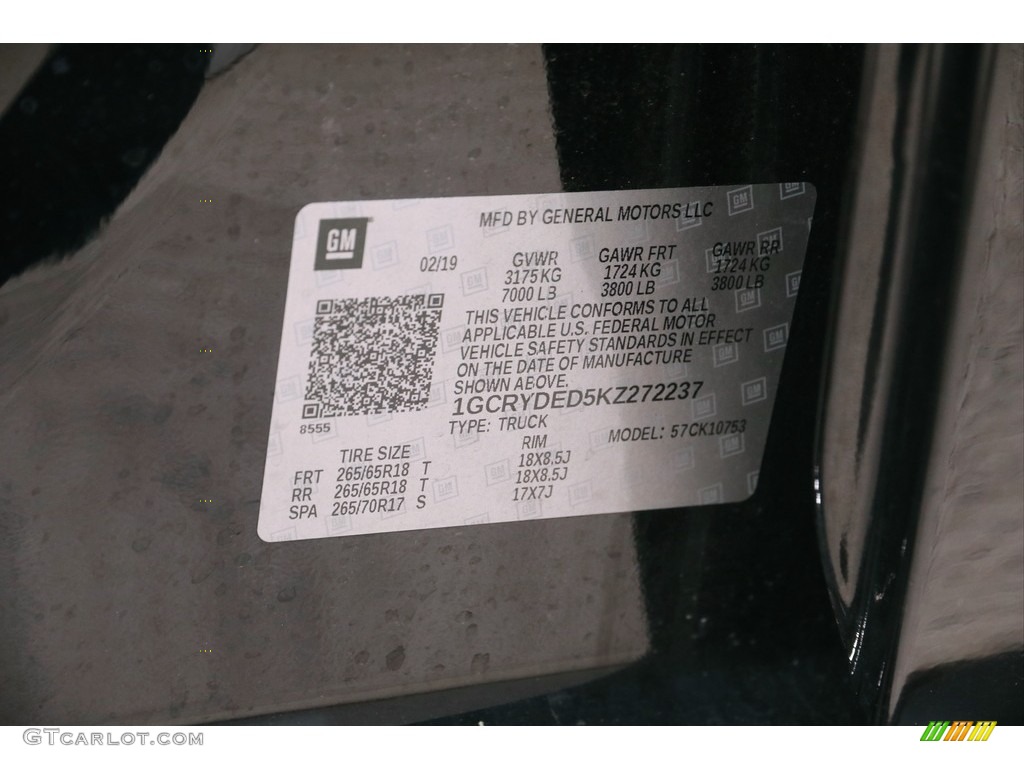 MFD BY GENERAL MOTORS LLC
GM
02/19
GVWR GAWR FRT GAWR RR
3175 KG 1724 KG 1724 KG
7000 LB 3800 LB 3800 LB
THIS VEHICLE CONFORMS TO ALL
APPLICABLE U.S. FEDERAL MOTOR
VEHICLE SAFETY STANDARDS IN EFFECT
ON THE DATE OF MANUFACTURE
SHOWN ABOVE.
1GCRYDED5KZ272237
8555
TYPE: TRUCK MODEL: 57CK10753
TIRE SIZE RIM
FRT 265/65R18 T 18X8.5J
RR 265/65R18 T 18X8.5J
SPA 265/70R17 S 17X7J
GTCARLOT.COM